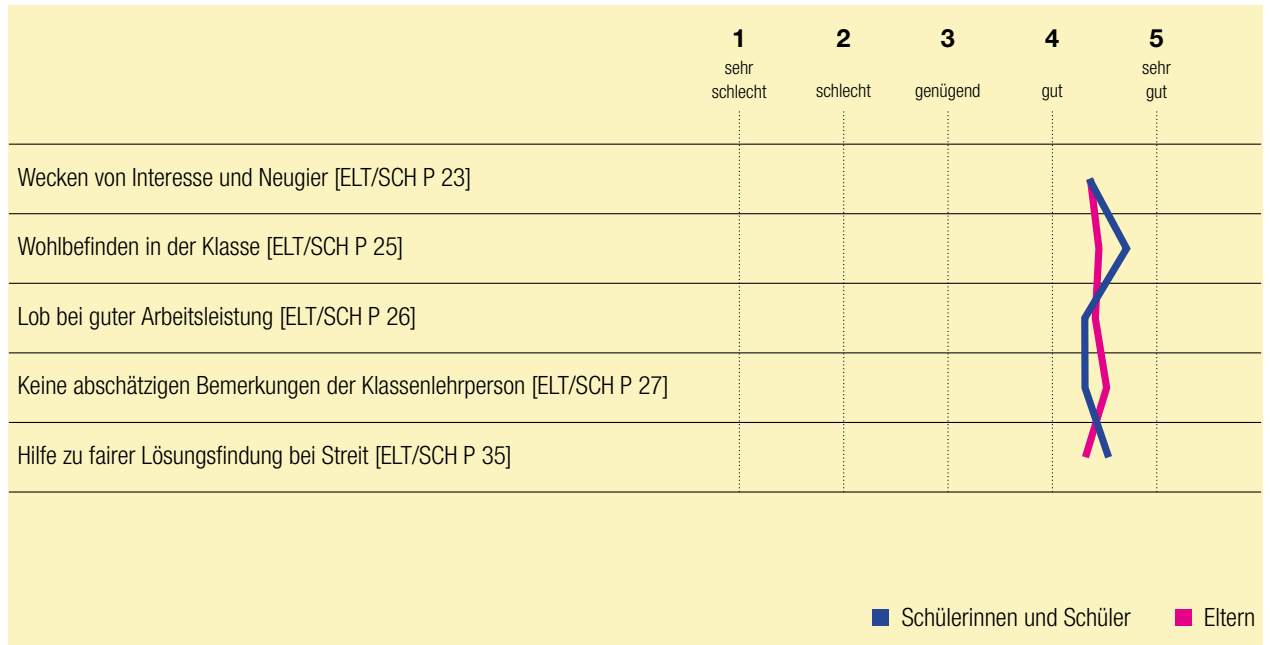 1 2 3 4 5
sehr schlecht schlecht genügend gut sehr gut
Wecken von Interesse und Neugier [ELT/SCH P 23]
Wohlbefinden in der Klasse [ELT/SCH P 25]
Lob bei guter Arbeitsleistung [ELT/SCH P 26]
Keine abschätzigen Bemerkungen der Klassenlehrperson [ELT/SCH P 27]
Hilfe zu fairer Lösungsfindung bei Streit [ELT/SCH P 35]
Schülerinnen und Schüler Eltern